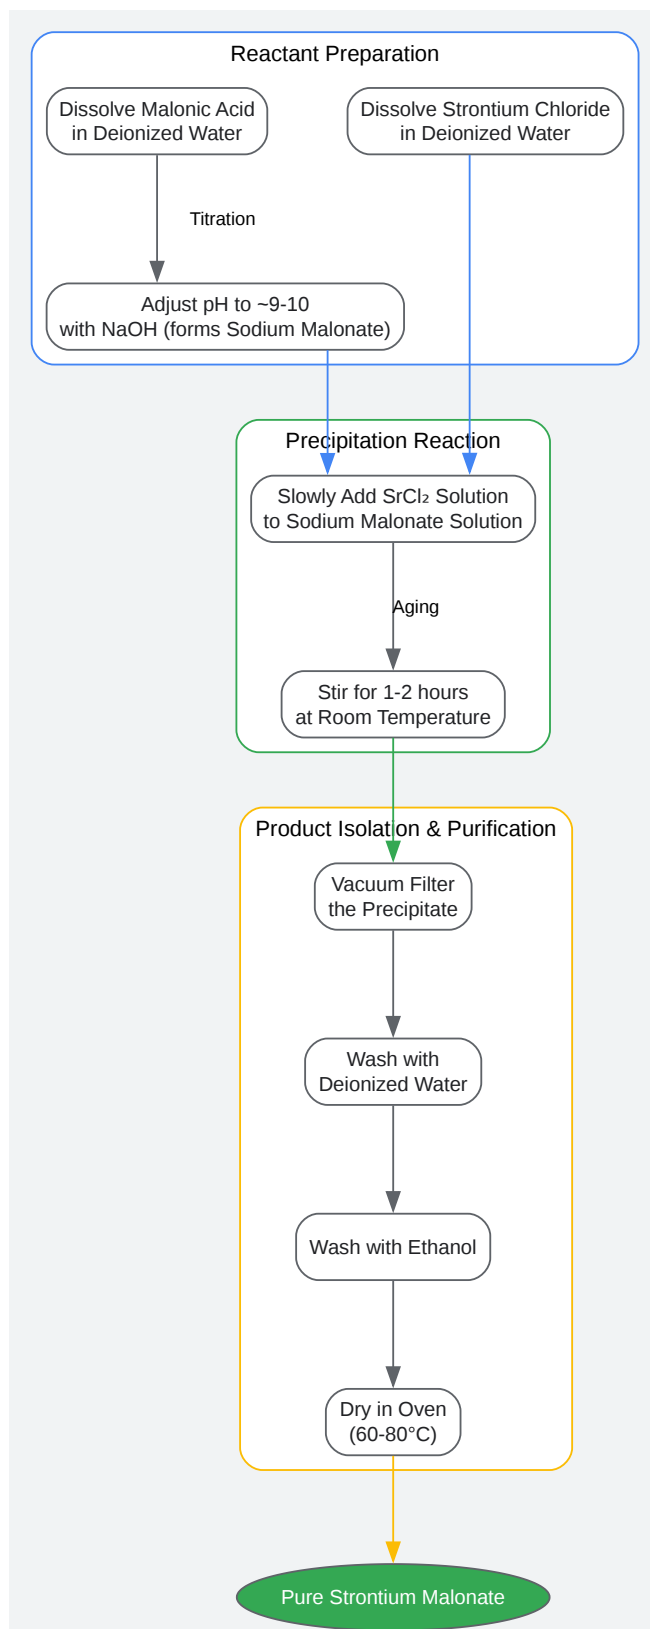 Reactant Preparation
Dissolve Malonic Acid
in Deionized Water
Dissolve Strontium Chloride
in Deionized Water
Titration
Adjust pH to ~9-10
with NaOH (forms Sodium Malonate)
Precipitation Reaction
Slowly Add SrCl₂ Solution
to Sodium Malonate Solution
Aging
Stir for 1-2 hours
at Room Temperature
Product Isolation & Purification
Vacuum Filter
the Precipitate
Wash with
Deionized Water
Wash with Ethanol
Dry in Oven
(60-80°C)
Pure Strontium Malonate